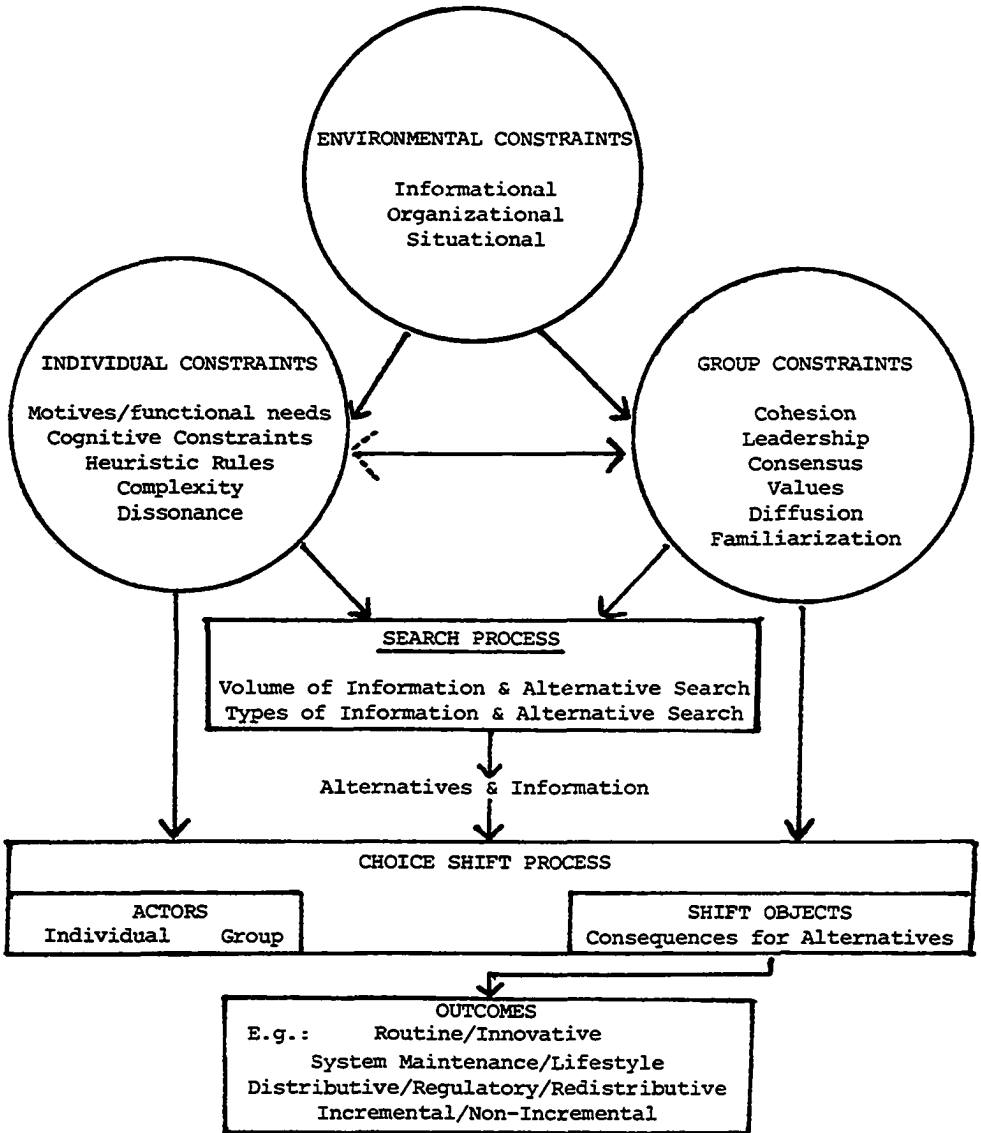 ENVIRONMENTAL CONSTRAINTS
Informational
Organizational
Situational
INDIVIDUAL CONSTRAINTS
Motives/functional needs
Cognitive Constraints
Heuristic Rules
Complexity
Dissonance
GROUP CONSTRAINTS
Cohesion
Leadership
Consensus
Values
Diffusion
Familiarization
SEARCH PROCESS
Volume of Information & Alternative Search
Types of Information & Alternative Search
Alternatives & Information
CHOICE SHIFT PROCESS
ACTORS
Individual Group
SHIFT OBJECTS
Consequences for Alternatives
OUTCOMES
E.g.: Routine/Innovative
System Maintenance/Lifestyle
Distributive/Regulatory/Redistributive
Incremental/Non-Incremental